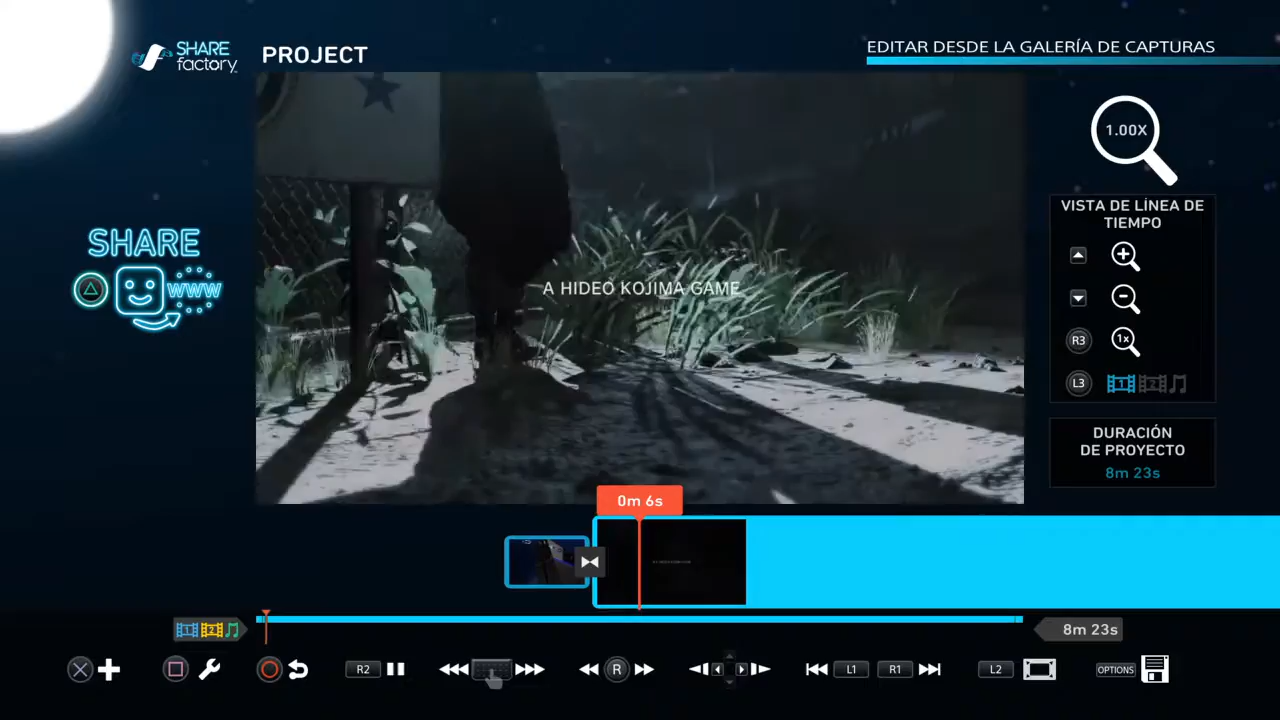 SHARE
factory
PROJECT
EDITAR DESDE LA GALERÍA DE CAPTURAS
1.00X
VISTA DE LÍNEA DE
TIEMPO
SHARE
WWW
A HIDEO KOJIMA GAME
R3
1x
L3
DURACIÓN
DE PROYECTO
8m 23s
0m 6s
8m 23s
R2
R
L1
R1
L2
OPTIONS